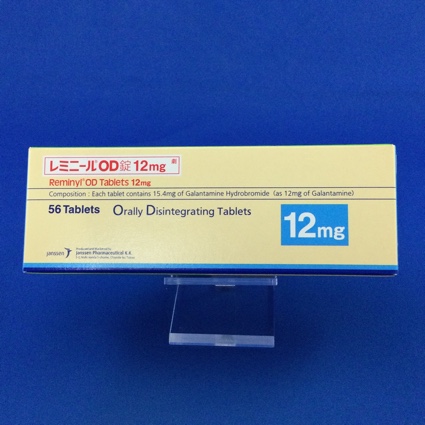 レミニールOD錠12mg 劇
Reminyl® OD Tablets 12mg
Composition : Each tablet contains 15.4mg of Galantamine Hydrobromide (as 12mg of Galantamine)
56 Tablets Orally Disintegrating Tablets
12mg
janssen
Janssen Pharmaceutical K.K.